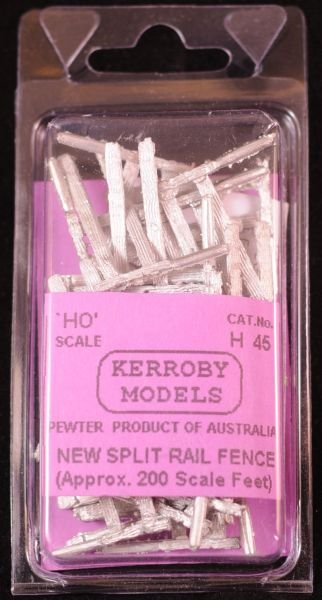 'HO' CAT.No.
SCALE H 45
KERROBY
MODELS
PEWTER PRODUCT OF AUSTRALIA
NEW SPLIT RAIL FENCE
(Approx. 200 Scale Feet)